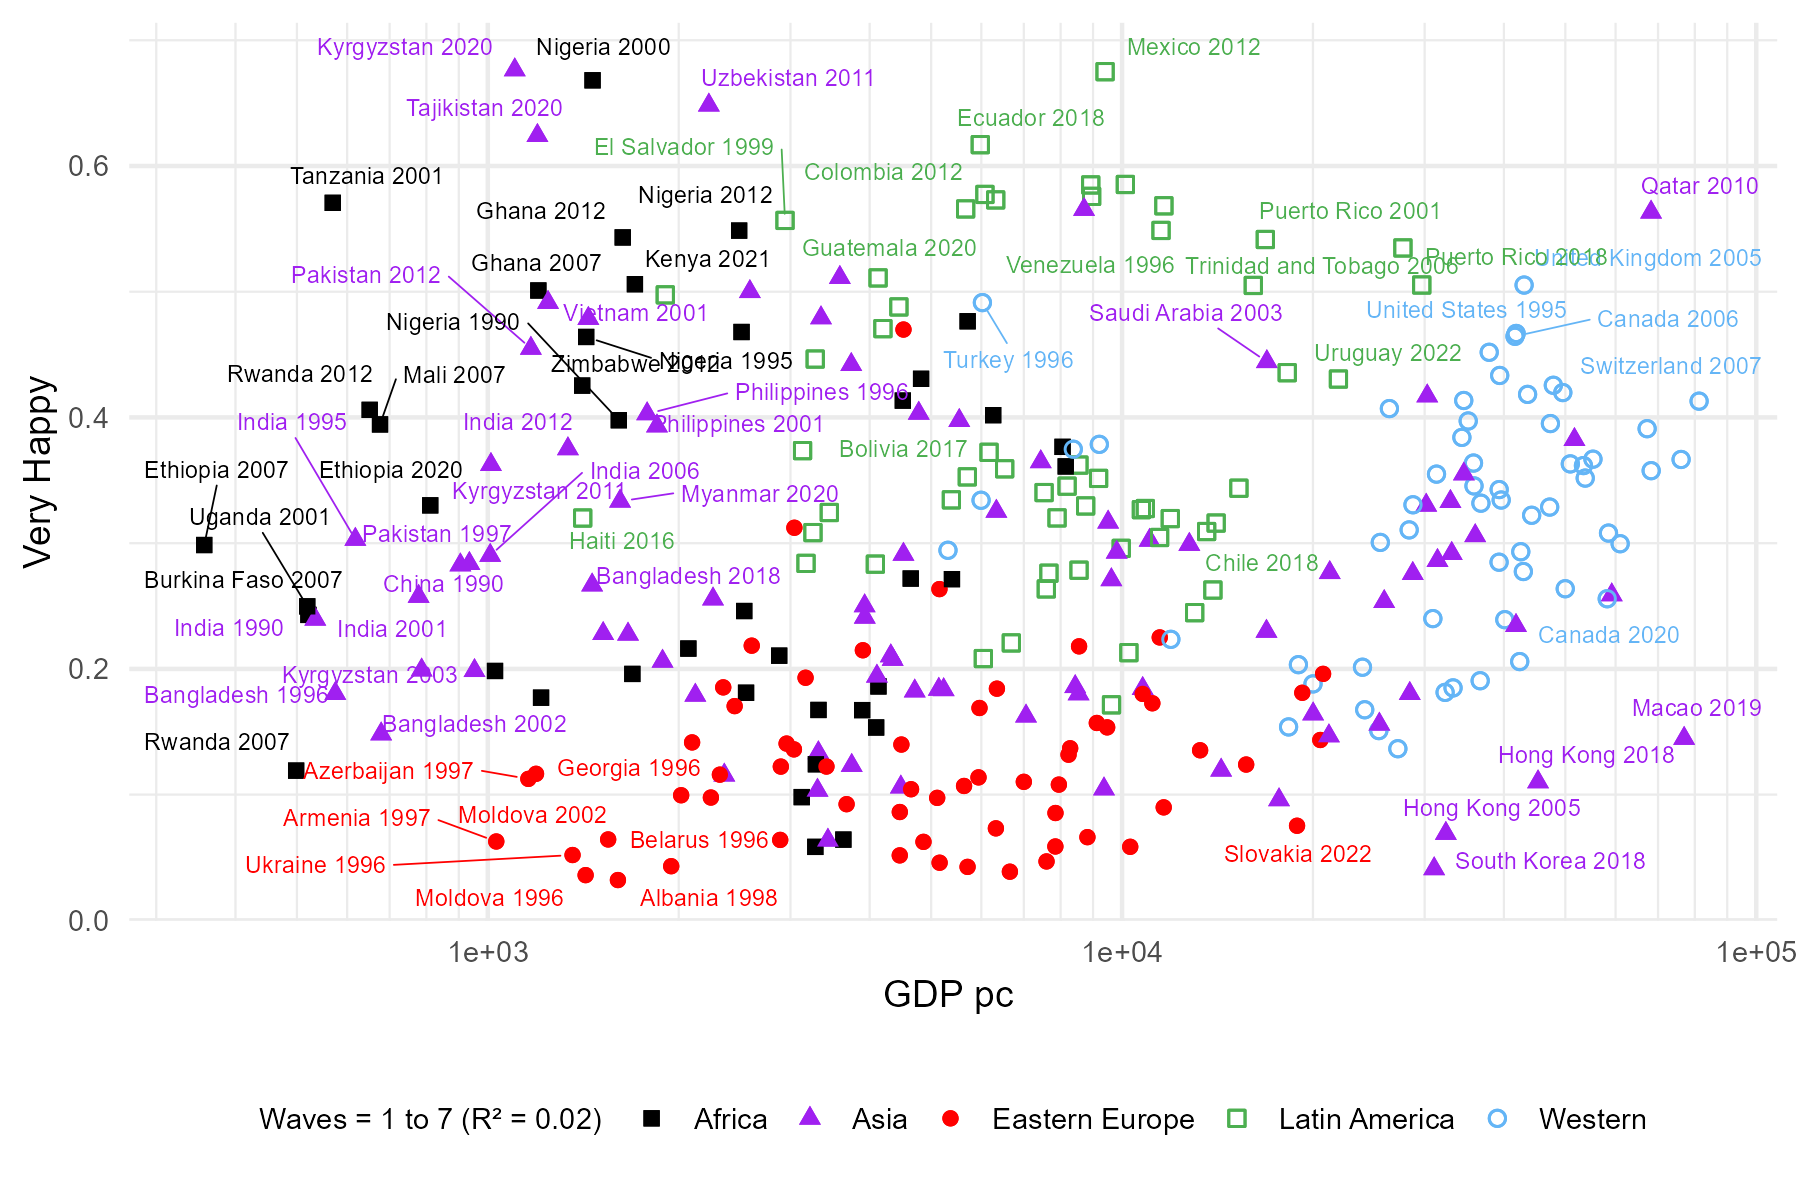 Kyrgyzstan 2020
Nigeria 2000
Mexico 2012
Uzbekistan 2011
Tajikistan 2020
Ecuador 2018
El Salvador 1999
0.6
Tanzania 2001
Colombia 2012
Qatar 2010
Nigeria 2012
Ghana 2012
Puerto Rico 2001
Guatemala 2020
Kenya 2021
Ghana 2007
Venezuela 1996
Trinidad and Tobago 2006
Puerto Rico 2018
United Kingdom 2005
Pakistan 2012
Vietnam 2001
Saudi Arabia 2003
United States 1995
Canada 2006
Nigeria 1990
Zimbabwe 2012
Nigeria 1995
Turkey 1996
Uruguay 2022
Switzerland 2007
Rwanda 2012
Mali 2007
Philippines 1996
0.4
India 1995
India 2012
Philippines 2001
Bolivia 2017
Ethiopia 2007
Ethiopia 2020
India 2006
Kyrgyzstan 2011
Myanmar 2020
Uganda 2001
Pakistan 1997
Haiti 2016
Chile 2018
Burkina Faso 2007
China 1990
Bangladesh 2018
India 1990
India 2001
Canada 2020
0.2
Kyrgyzstan 2003
Bangladesh 1996
Macao 2019
Bangladesh 2002
Rwanda 2007
Hong Kong 2018
Azerbaijan 1997
Georgia 1996
Armenia 1997
Moldova 2002
Hong Kong 2005
Belarus 1996
Ukraine 1996
Slovakia 2022
South Korea 2018
Moldova 1996
Albania 1998
0.0
Very Happy
1e+03
1e+04
1e+05
GDP pc
Waves = 1 to 7 (R² = 0.02)
Africa
Asia
Eastern Europe
Latin America
Western